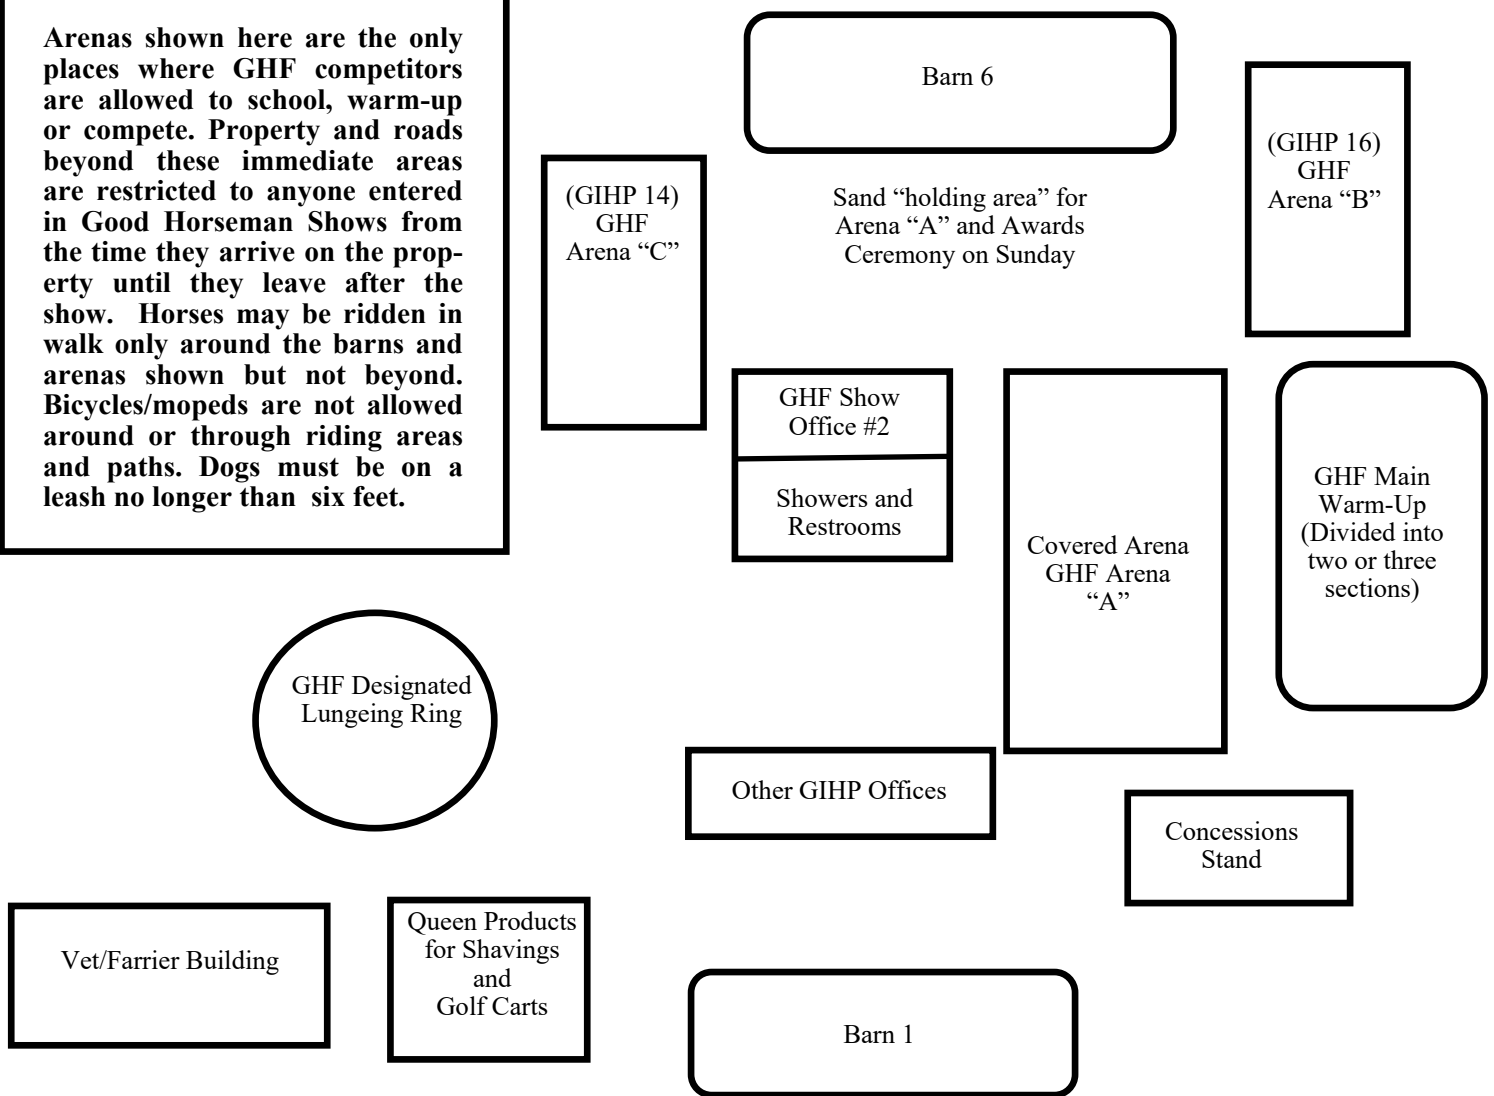 Arenas shown here are the only
places where GHF competitors
are allowed to school, warm-up
or compete. Property and roads
beyond these immediate areas
are restricted to anyone entered
in Good Horseman Shows from
the time they arrive on the prop-
erty until they leave after the
show.  Horses may be ridden in
walk only around the barns and
arenas shown but not beyond.
Bicycles/mopeds are not allowed
around or through riding areas
and paths. Dogs must be on a
leash no longer than  six feet.
Barn 6
(GIHP 14)
GHF
Arena “C”
Sand “holding area” for
Arena “A” and Awards
Ceremony on Sunday
(GIHP 16)
GHF
Arena “B”
GHF Show
Office #2
Showers and
Restrooms
Covered Arena
GHF Arena
“A”
GHF Main
Warm-Up
(Divided into
two or three
sections)
GHF Designated
Lungeing Ring
Other GIHP Offices
Concessions
Stand
Vet/Farrier Building
Queen Products
for Shavings
and
Golf Carts
Barn 1